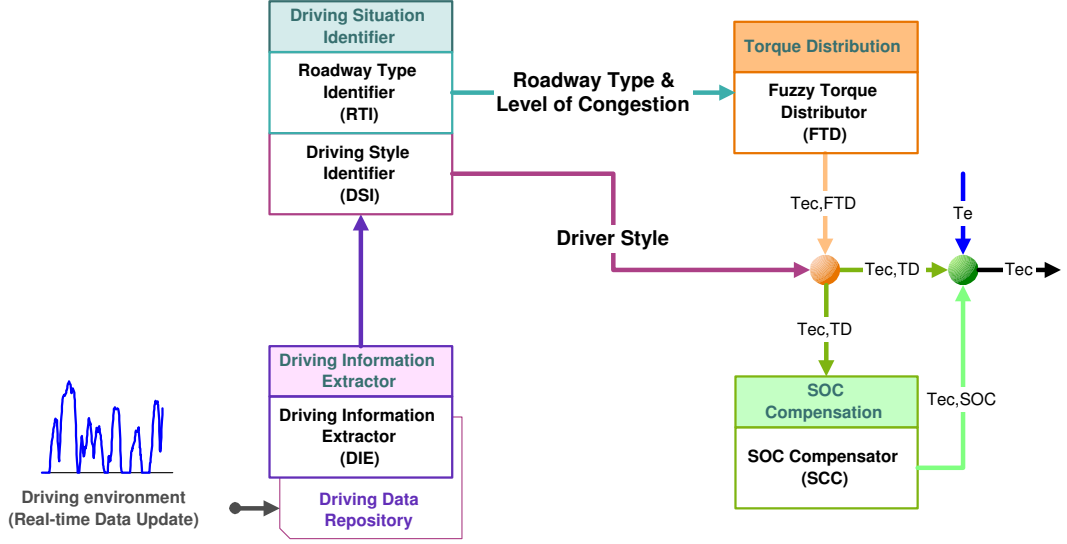 Driving Situation
Identifier
Roadway Type
Identifier
(RTI)
Driving Style
Identifier
(DSI)
Roadway Type &
Level of Congestion
Torque Distribution
Fuzzy Torque
Distributor
(FTD)
Tec,FTD
Te
Driver Style
Tec,TD
Tec
Tec,TD
Driving Information
Extractor
Driving Information
Extractor
(DIE)
Driving Data
Repository
SOC
Compensation
SOC Compensator
(SCC)
Tec,SOC
Driving environment
(Real-time Data Update)